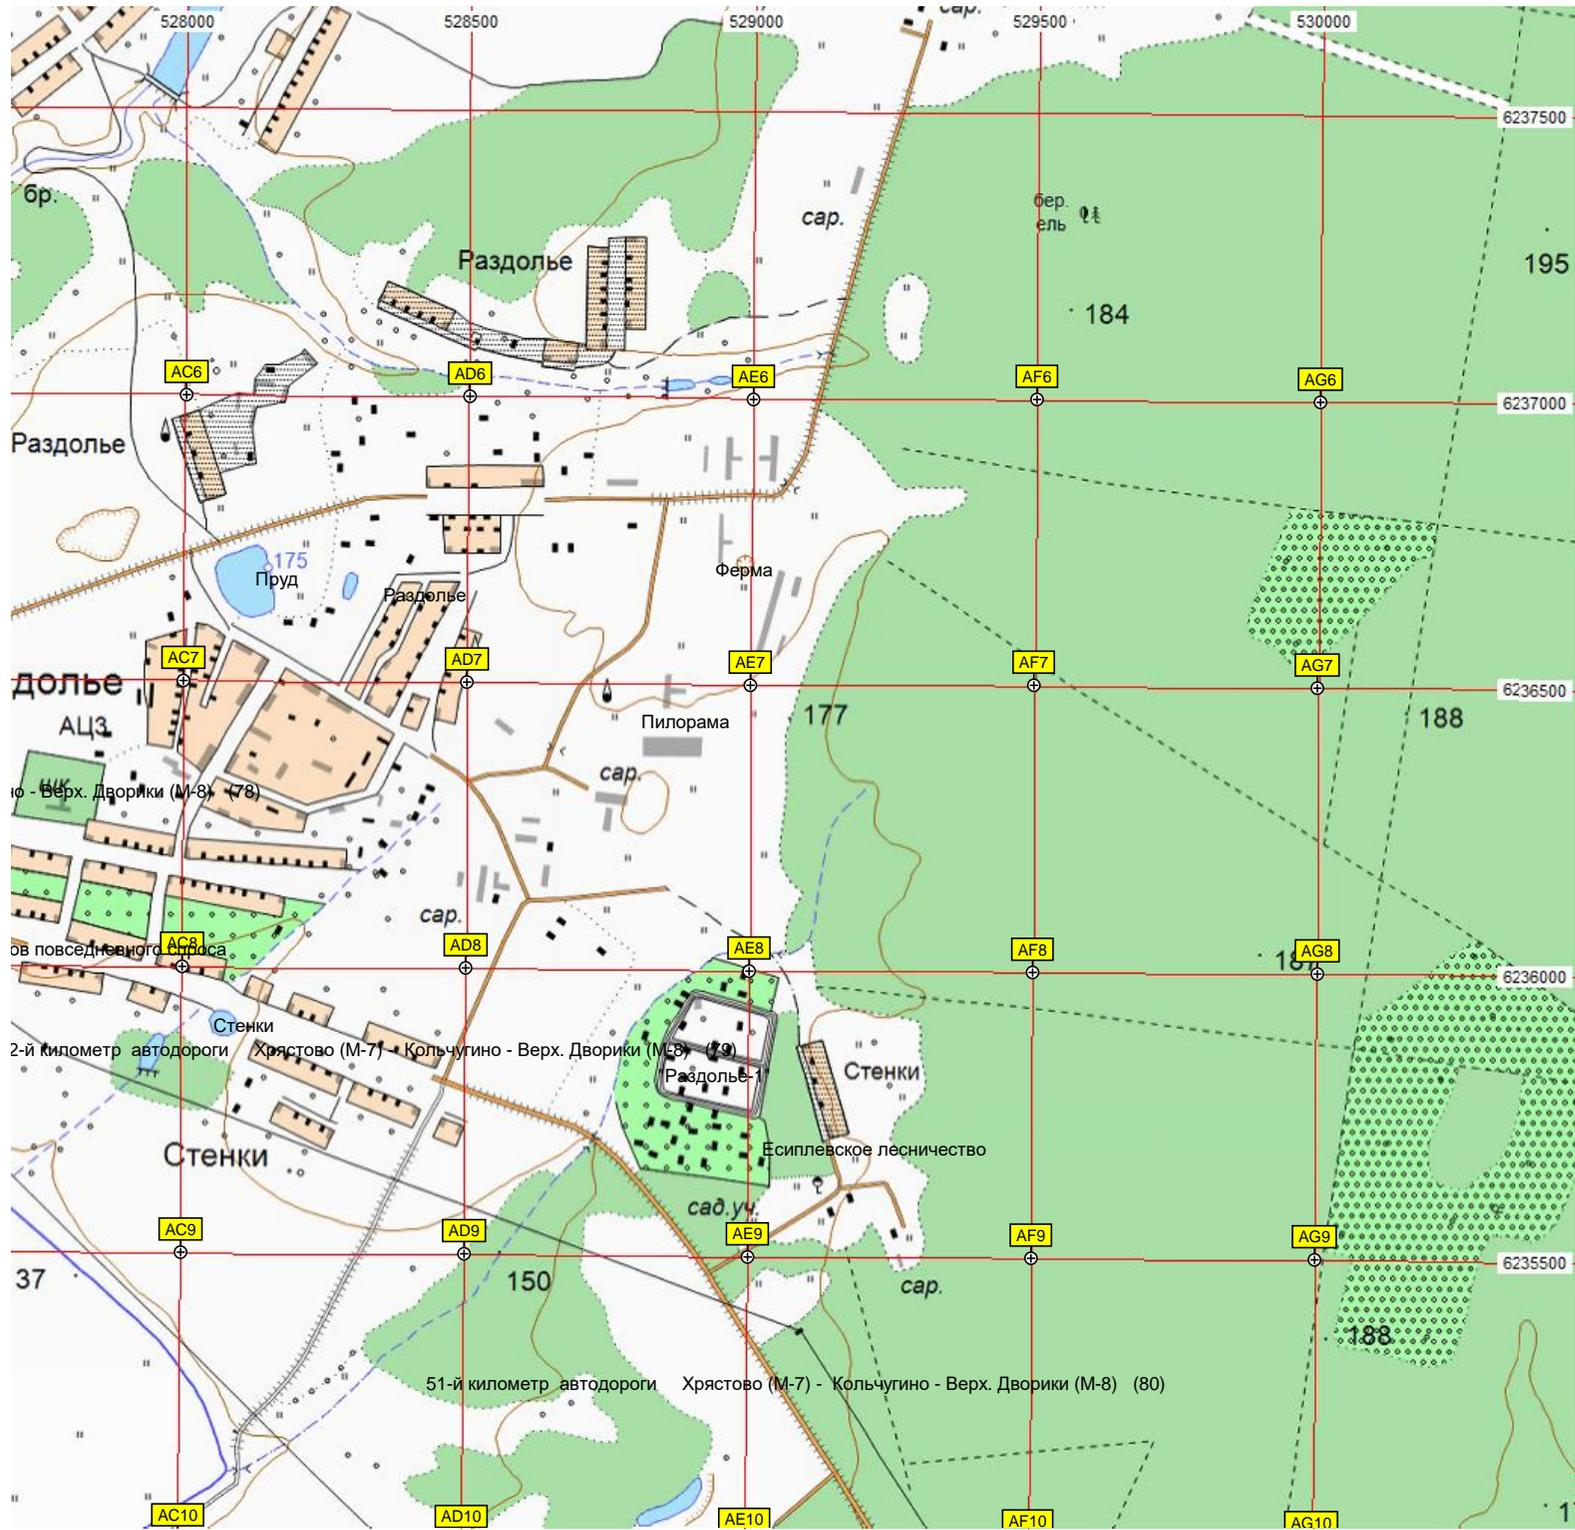 528000
528500
529000
529500
530000
сар.
6237500
бр.
сар.
бер.
ель
Раздолье
195
184
AC6
AD6
AE6
AF6
AG6
6237000
Раздолье
175
Пруд
Раздолье
Ферма
AC7
AD7
AE7
AF7
AG7
6236500
долье
АЦЗ
Пилорама
177
188
сар.
шк.
но - Верх. Дворики (М-8) (78)
сар.
AC8
AD8
AE8
AF8
AG8
ов повседневного спроса
187
6236000
Стенки
2-й километр автодороги Хрястово (М-7) - Кольчугино - Верх. Дворики (М-8) (79)
"Раздолье-1"
Стенки
Стенки
Есиплевское лесничество
сад.уч.
AC9
AD9
AE9
AF9
AG9
6235500
37
150
сар.
188
51-й километр автодороги Хрястово (М-7) - Кольчугино - Верх. Дворики (М-8) (80)
AC10
AD10
AE10
AF10
AG10